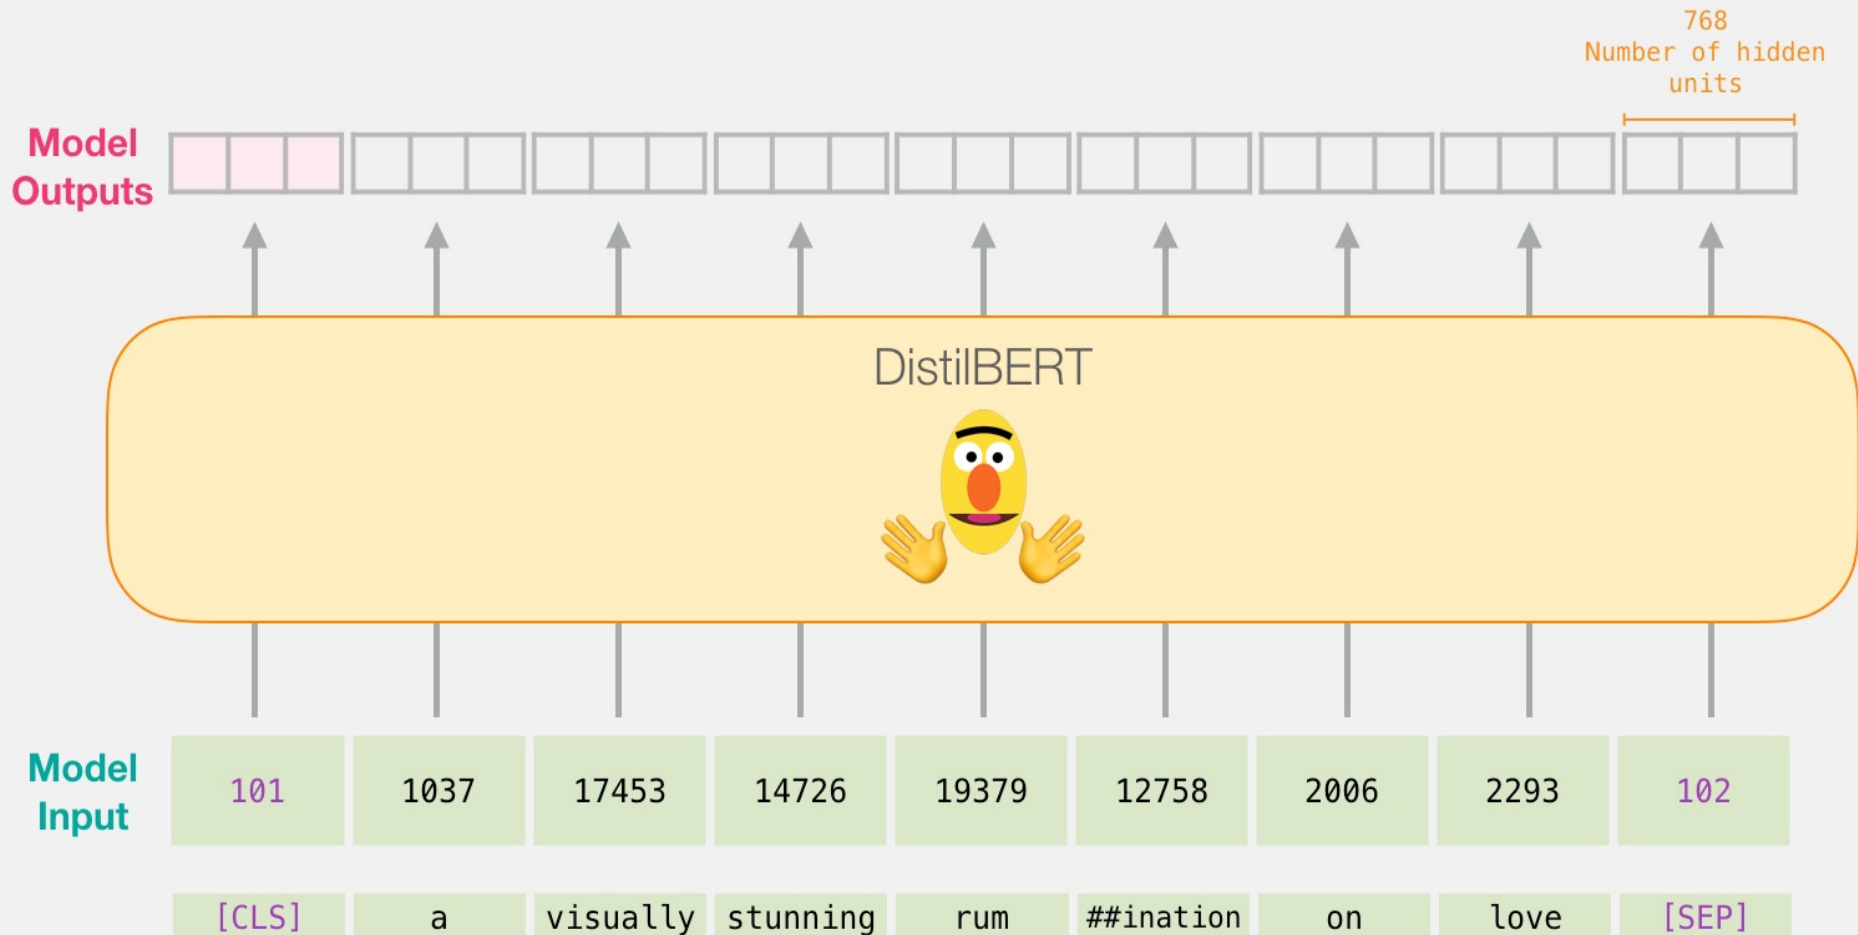 768
Number of hidden
units
Model
Outputs
DistilBERT
Model
Input
101 1037 17453 14726 19379 12758 2006 2293 102
[CLS] a visually stunning rum ##ination on love [SEP]